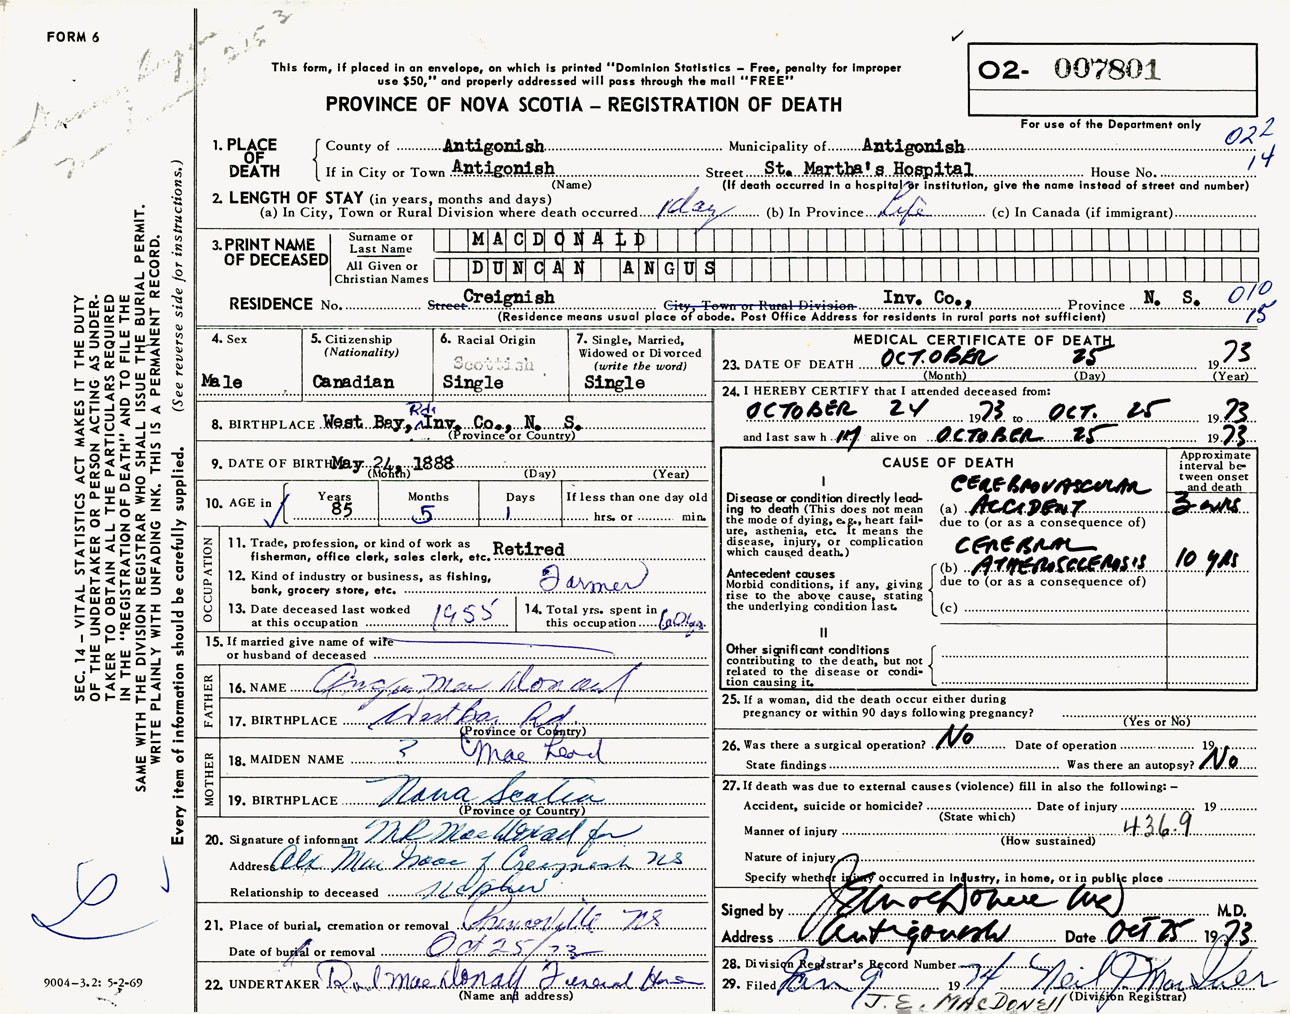 FORM 6
This form, if placed in an envelope, on which is printed "Dominion Statistics – Free, penalty for improper
use $50," and properly addressed will pass through the mail "FREE"
PROVINCE OF NOVA SCOTIA – REGISTRATION OF DEATH
O2- 007801
For use of the Department only
022
14
1. PLACE OF DEATH
County of Antigonish Municipality of Antigonish
If in City or Town Antigonish Street St. Martha's Hospital House No.
(Name) (If death occurred in a hospital or institution, give the name instead of street and number)
2. LENGTH OF STAY (in years, months and days)
(a) In City, Town or Rural Division where death occurred 1 day (b) In Province Life (c) In Canada (if immigrant)
3. PRINT NAME OF DECEASED
Surname or Last Name MACDONALD
All Given or Christian Names DUNCAN ANGUS
RESIDENCE No. Street Creignish City, Town or Rural Division Inv. Co., Province N. S.
(Residence means usual place of abode. Post Office Address for residents in rural parts not sufficient)
010
15
4. Sex Male
5. Citizenship (Nationality) Canadian
6. Racial Origin Scottish Single
7. Single, Married, Widowed or Divorced (write the word) Single
8. BIRTHPLACE West Bay, Rd. Inv. Co., N. S.
(Province or Country)
9. DATE OF BIRTH May 24, 1888
(Month) (Day) (Year)
10. AGE in Years 85 Months 5 Days 1 If less than one day old
hrs. or min.
OCCUPATION
11. Trade, profession, or kind of work as fisherman, office clerk, sales clerk, etc. Retired
12. Kind of industry or business, as fishing, bank, grocery store, etc. Farmer
13. Date deceased last worked at this occupation 1955
14. Total yrs. spent in this occupation
15. If married give name of wife or husband of deceased
FATHER
16. NAME Angus MacDonald
17. BIRTHPLACE West Bay Rd
(Province or Country)
MOTHER
18. MAIDEN NAME ? MacLeod
19. BIRTHPLACE Nova Scotia
(Province or Country)
20. Signature of informant MacDonald for
Address Alex MacIsaac Creignish NS
Relationship to deceased Nephew
21. Place of burial, cremation or removal Princeville NS
Date of burial or removal Oct 25/73
22. UNDERTAKER MacDonald Funeral Home
(Name and address)
MEDICAL CERTIFICATE OF DEATH
23. DATE OF DEATH OCTOBER 25 1973
(Month) (Day) (Year)
24. I HEREBY CERTIFY that I attended deceased from:
OCTOBER 24 1973 to OCT. 25 1973
and last saw h im alive on OCTOBER 25 1973
CAUSE OF DEATH
Approximate interval between onset and death
I
Disease or condition directly leading to death (This does not mean the mode of dying, e.g., heart failure, asthenia, etc. It means the disease, injury, or complication which caused death.)
(a) CEREBROVASCULAR ACCIDENT
due to (or as a consequence of)
Antecedent causes
Morbid conditions, if any, giving rise to the above cause, stating the underlying condition last.
(b) CEREBRAL ATHEROSCLEROSIS 10 YRS
due to (or as a consequence of)
(c)
II
Other significant conditions contributing to the death, but not related to the disease or condition causing it.
25. If a woman, did the death occur either during pregnancy or within 90 days following pregnancy?
(Yes or No)
26. Was there a surgical operation? No Date of operation 19
State findings Was there an autopsy? No
27. If death was due to external causes (violence) fill in also the following: –
Accident, suicide or homicide? Date of injury 19
(State which)
Manner of injury 436.9
(How sustained)
Nature of injury
Specify whether injury occurred in industry, in home, or in public place
Signed by M.D.
Address Antigonish Date Oct 25 1973
28. Division Registrar's Record Number
29. Filed Jan 9 1974 Neil J.
(Division Registrar)
J. E. MACDONELL
SEC. 14 – VITAL STATISTICS ACT MAKES IT THE DUTY
OF THE UNDERTAKER OR PERSON ACTING AS UNDER-
TAKER TO OBTAIN ALL THE PARTICULARS REQUIRED
IN THE "REGISTRATION OF DEATH" AND TO FILE THE
SAME WITH THE DIVISION REGISTRAR WHO SHALL ISSUE THE BURIAL PERMIT.
WRITE PLAINLY WITH UNFADING INK. THIS IS A PERMANENT RECORD.
Every item of information should be carefully supplied. (See reverse side for instructions.)
9004-3.2: 5-2-69